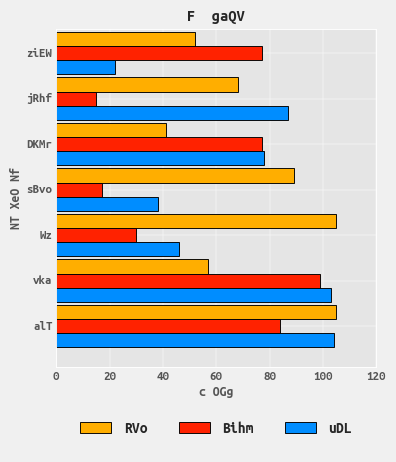 F  gaQV
ziEW
jRhf
DKMr
sBvo
Wz
vka
alT
NT XeO Nf
0 20 40 60 80 100 120
c OGg
RVo Bihm uDL